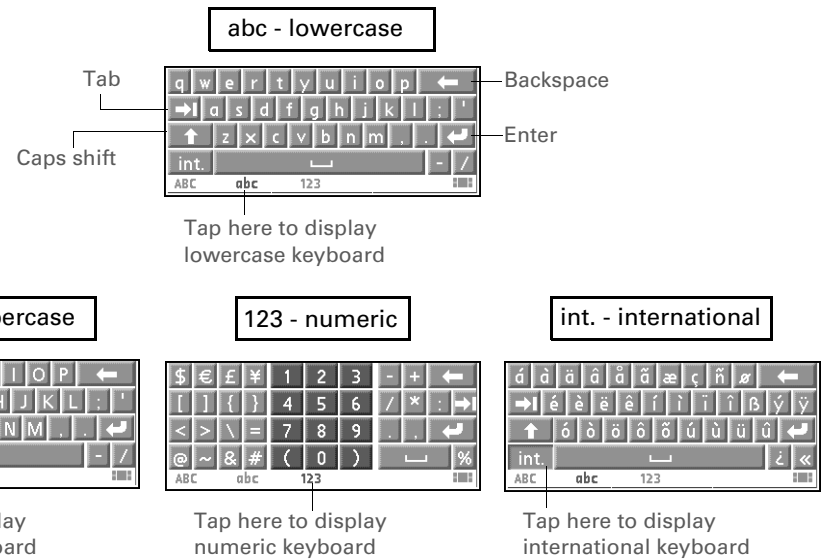 abc - lowercase
Tab
q w e r t y u i o p
Backspace
a s d f g h j k l ; '
z x c v b n m , .
Enter
Caps shift
int. - /
ABC abc 123
Tap here to display
lowercase keyboard
percase
123 - numeric
int. - international
I O P
$ € £ ¥ 1 2 3 - +
á à ä â å ã æ ç ñ ø
J K L : '
[ ] { } 4 5 6 / * :
é è ë ê í ì ï î ß ý ÿ
N M , .
< > \ = 7 8 9 . ,
ó ò ö ô õ ú ù ü û
- /
@ ~ & # ( 0 ) %
int. ¿ «
ABC abc 123
ABC abc 123
lay
Tap here to display
Tap here to display
oard
numeric keyboard
international keyboard